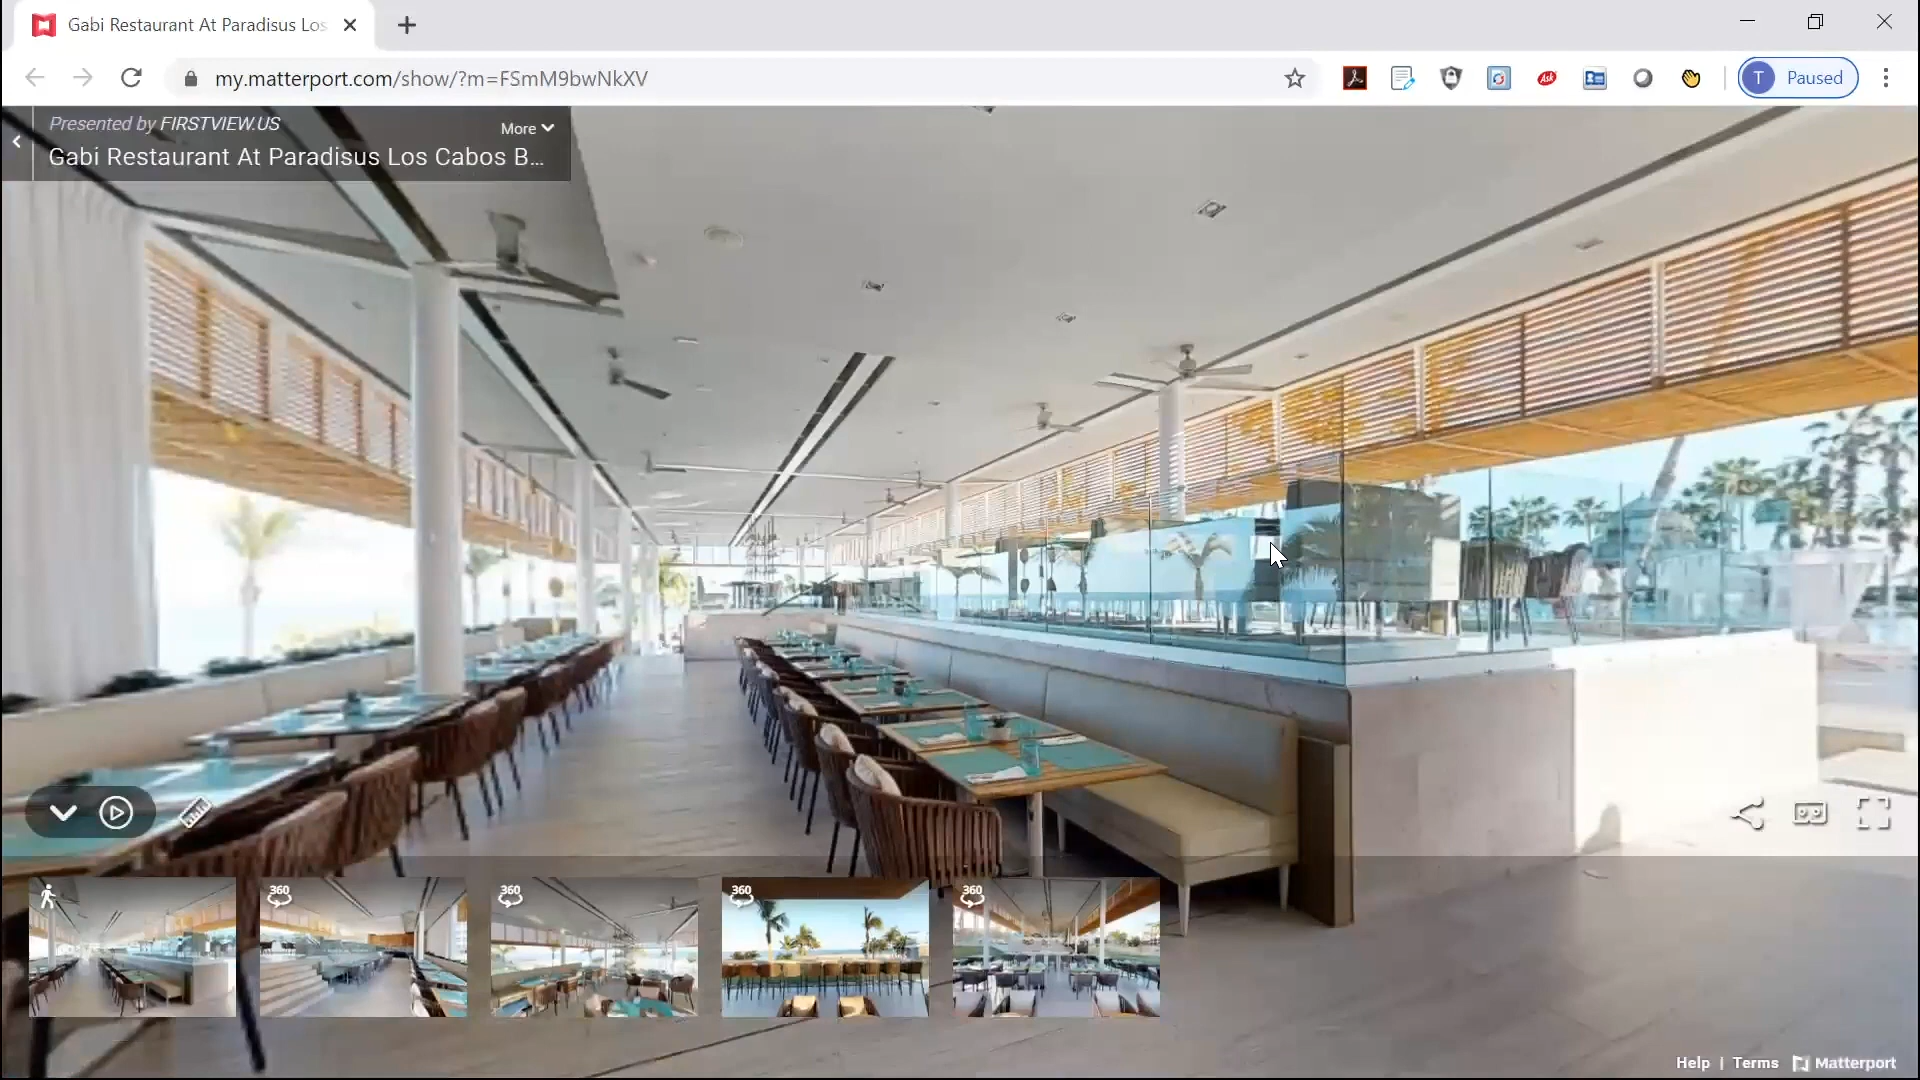 Gabi Restaurant At Paradisus Los
my.matterport.com/show/?m=FSmM9bwNkXV
Ask
T Paused
Presented by FIRSTVIEW.US
More
Gabi Restaurant At Paradisus Los Cabos B...
360
360
360
360
Help | Terms Matterport